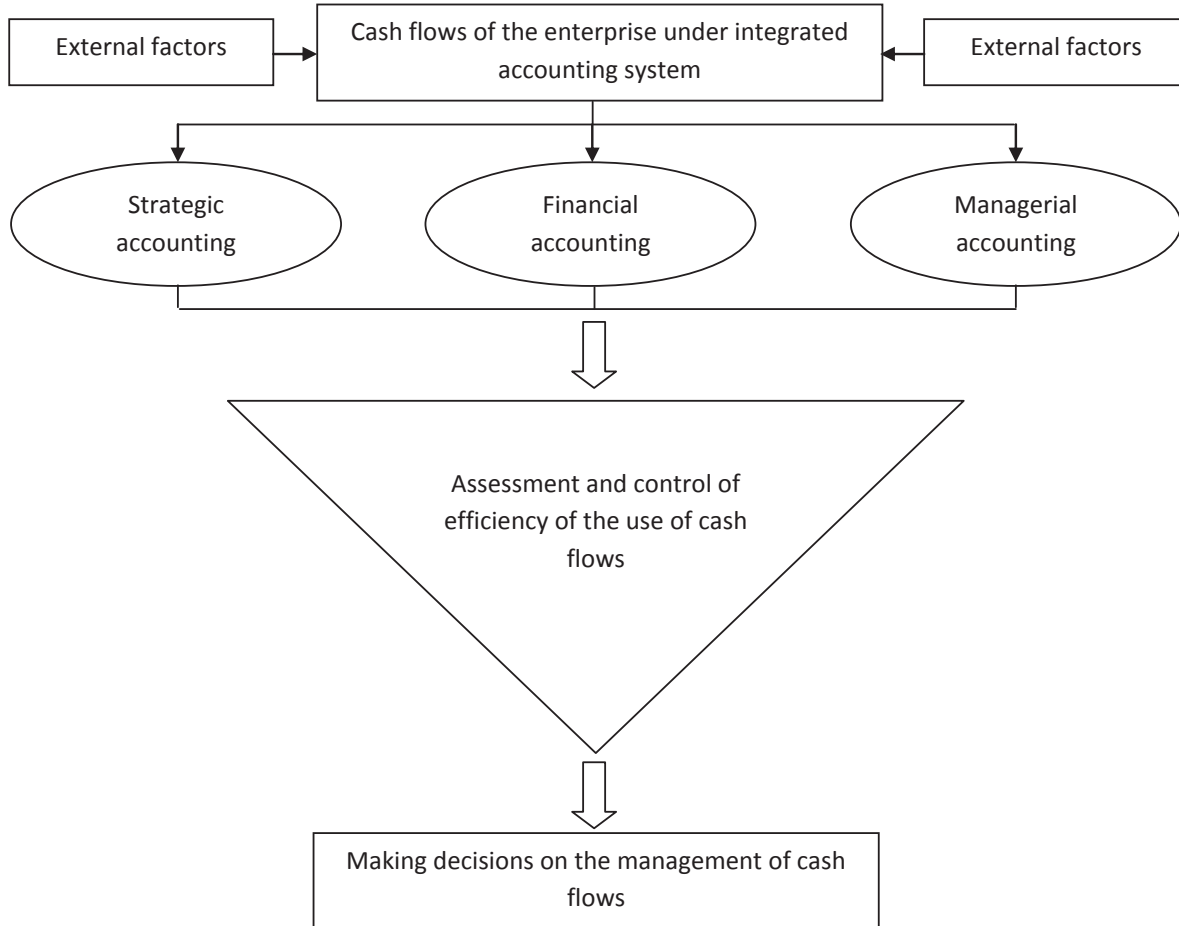 External factors
Cash flows of the enterprise under integrated
accounting system
External factors
Strategic
accounting
Financial
accounting
Managerial
accounting
Assessment and control of
efficiency of the use of cash
flows
Making decisions on the management of cash
flows